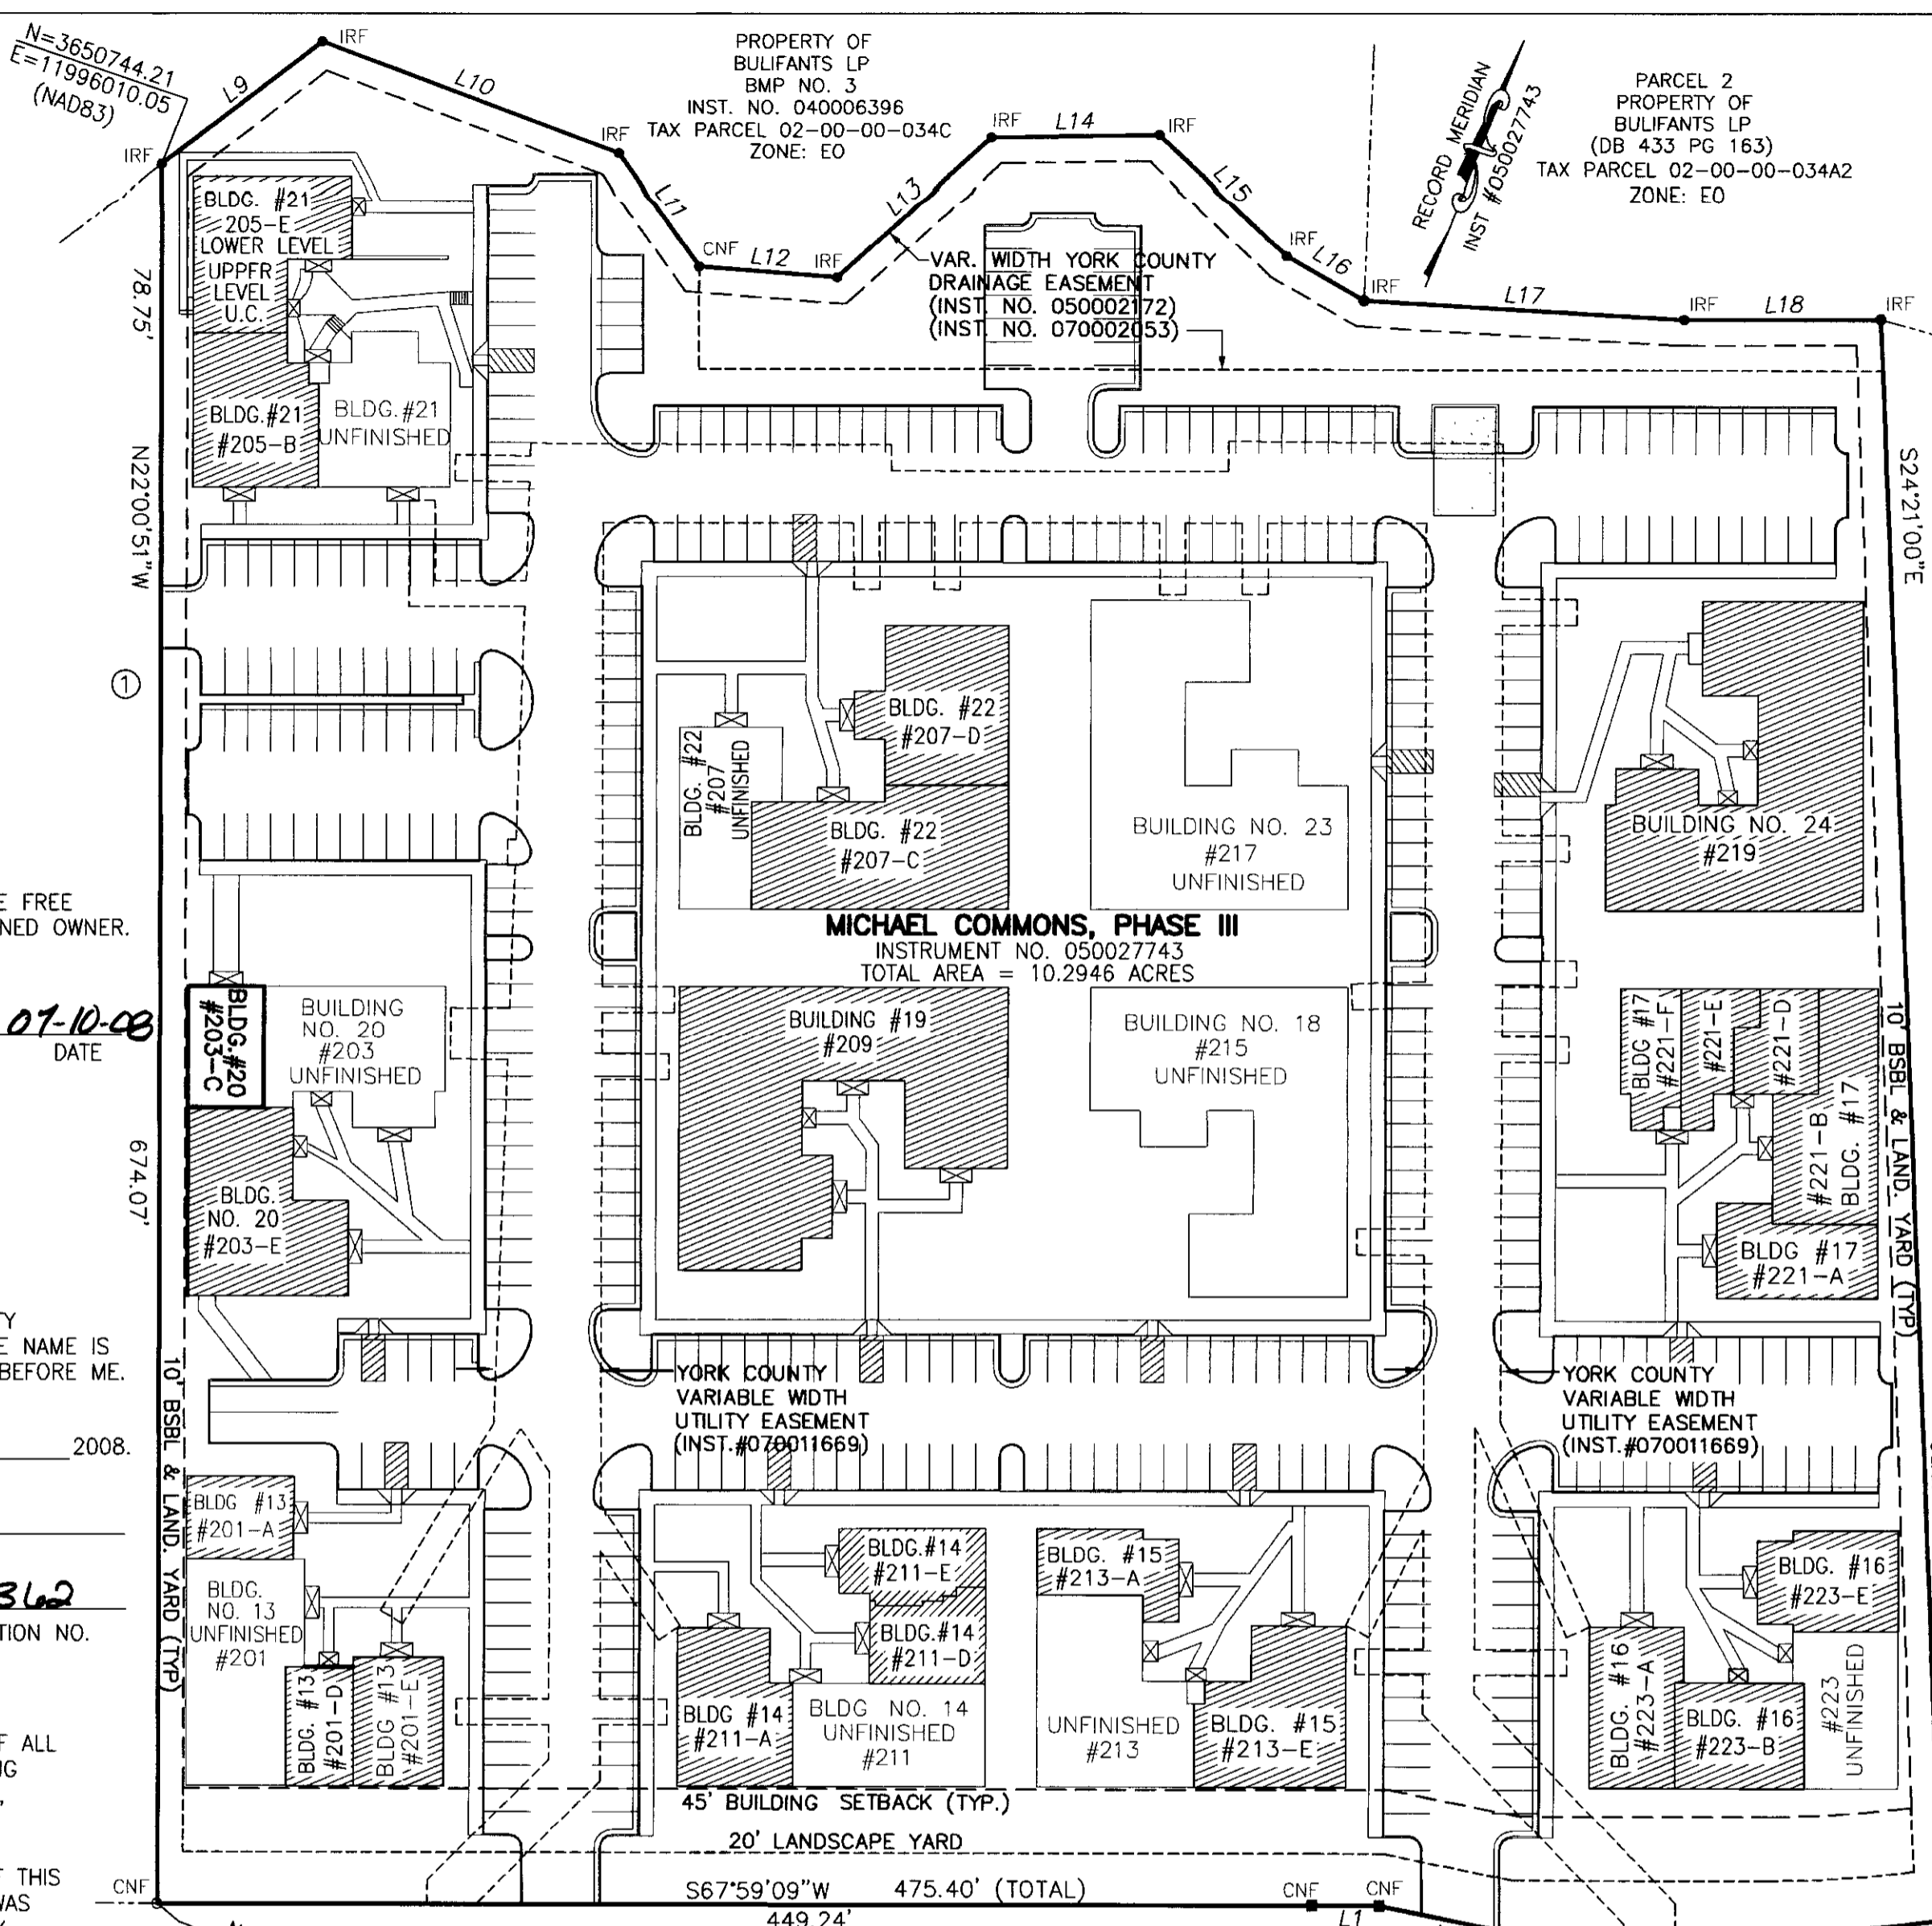 N=3650744.21
E=11996010.05
(NAD83)
IRF
L9
IRF
L10
IRF
PROPERTY OF
BULIFANTS LP
BMP NO. 3
INST. NO. 040006396
TAX PARCEL 02-00-00-034C
ZONE: EO
L11
CNF
L12
IRF
L13
IRF
L14
IRF
L15
IRF
L16
IRF
L17
IRF
L18
IRF
RECORD MERIDIAN
INST #050027743
PARCEL 2
PROPERTY OF
BULIFANTS LP
(DB 433 PG 163)
TAX PARCEL 02-00-00-034A2
ZONE: EO
VAR. WIDTH YORK COUNTY
DRAINAGE EASEMENT
(INST. NO. 050002172)
(INST. NO. 070002053)
BLDG. #21
205-E
LOWER LEVEL
UPPER
LEVEL
U.C.
BLDG.#21
#205-B
BLDG.#21
UNFINISHED
78.75'
N22°00'51"W
S24°21'00"E
1
BLDG. #22
#207-D
BLDG. #22
#207
UNFINISHED
BLDG. #22
#207-C
BUILDING NO. 23
#217
UNFINISHED
BUILDING NO. 24
#219
E FREE
NED OWNER.
MICHAEL COMMONS, PHASE III
INSTRUMENT NO. 050027743
TOTAL AREA = 10.2946 ACRES
07-10-08
DATE
BLDG.#20
#203-C
BUILDING
NO. 20
#203
UNFINISHED
BUILDING #19
#209
BUILDING NO. 18
#215
UNFINISHED
BLDG #17
#221-F
#221-E
#221-D
#221-B
BLDG. #17
10' BSBL & LAND. YARD (TYP)
BLDG.
NO. 20
#203-E
674.07'
BLDG #17
#221-A
TY
E NAME IS
BEFORE ME.
10' BSBL & LAND. YARD (TYP)
YORK COUNTY
VARIABLE WIDTH
UTILITY EASEMENT
(INST.#070011669)
YORK COUNTY
VARIABLE WIDTH
UTILITY EASEMENT
(INST.#070011669)
2008.
BLDG #13
#201-A
BLDG.
NO. 13
UNFINISHED
#201
BLDG. #13
#201-D
BLDG #13
#201-E
BLDG.#14
#211-E
BLDG.#14
#211-D
BLDG #14
#211-A
BLDG NO. 14
UNFINISHED
#211
BLDG. #15
#213-A
UNFINISHED
#213
BLDG. #15
#213-E
BLDG. #16
#223-E
BLDG. #16
#223-A
BLDG. #16
#223-B
#223
UNFINISHED
362
TION NO.
F ALL
NG
45' BUILDING SETBACK (TYP.)
20' LANDSCAPE YARD
F THIS
WAS
CNF
S67°59'09"W 475.40' (TOTAL)
449.24'
CNF
CNF
L1